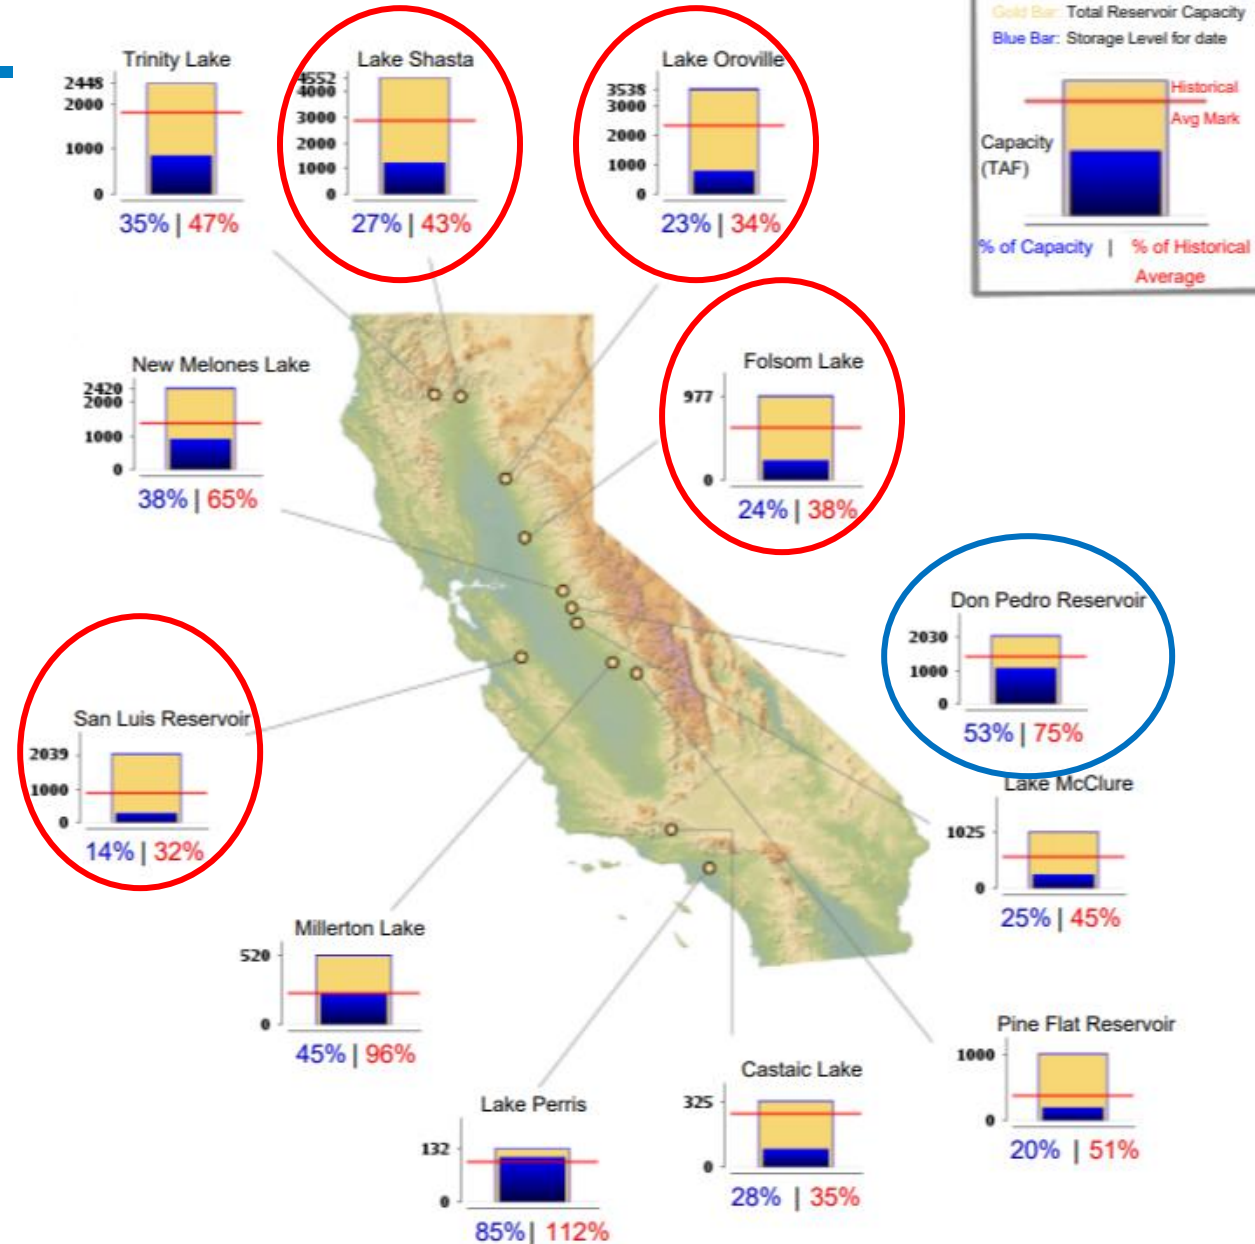 Gold Bar: Total Reservoir Capacity
Blue Bar: Storage Level for date
Historical
Avg Mark
Capacity
(TAF)
% of Capacity | % of Historical
Average
Trinity Lake
2448
2000
1000
0
35% | 47%
Lake Shasta
4552
4000
3000
2000
1000
0
27% | 43%
Lake Oroville
3538
3000
2000
1000
0
23% | 34%
New Melones Lake
2420
2000
1000
0
38% | 65%
Folsom Lake
977
0
24% | 38%
Don Pedro Reservoir
2030
1000
0
53% | 75%
San Luis Reservoir
2039
1000
0
14% | 32%
Lake McClure
1025
0
25% | 45%
Millerton Lake
520
0
45% | 96%
Pine Flat Reservoir
1000
0
20% | 51%
Castaic Lake
325
0
28% | 35%
Lake Perris
132
0
85% | 112%